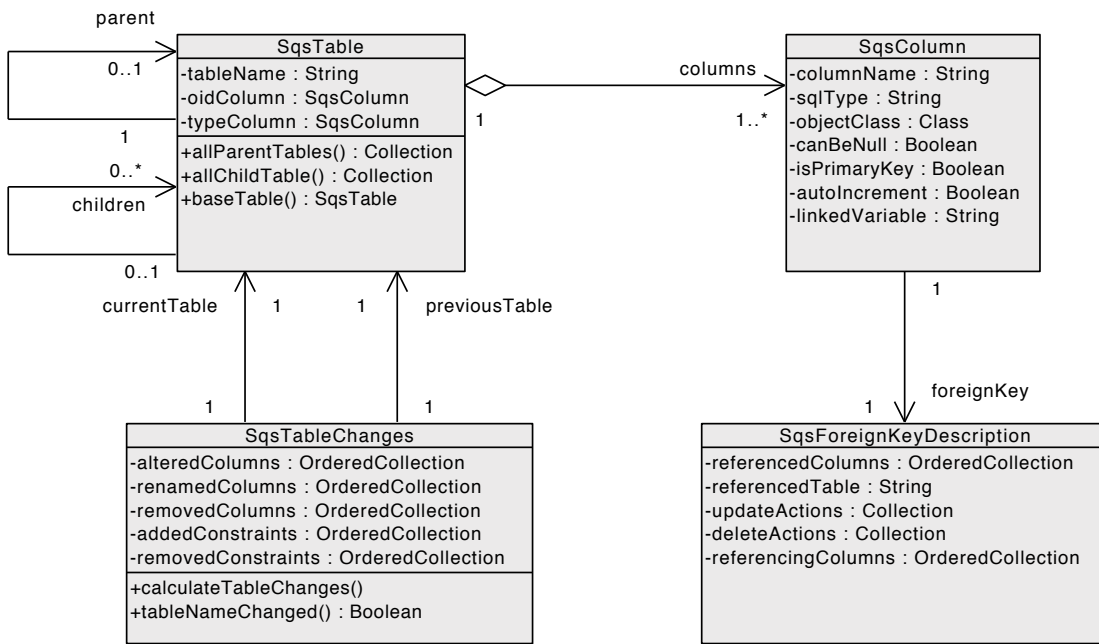 parent
0..1
1
0..*
children
0..1
SqsTable
-tableName : String
-oidColumn : SqsColumn
-typeColumn : SqsColumn
+allParentTables() : Collection
+allChildTable() : Collection
+baseTable() : SqsTable
1
columns
1..*
SqsColumn
-columnName : String
-sqlType : String
-objectClass : Class
-canBeNull : Boolean
-isPrimaryKey : Boolean
-autoIncrement : Boolean
-linkedVariable : String
currentTable
1
1
previousTable
1
1
1
foreignKey
1
SqsTableChanges
-alteredColumns : OrderedCollection
-renamedColumns : OrderedCollection
-removedColumns : OrderedCollection
-addedConstraints : OrderedCollection
-removedConstraints : OrderedCollection
+calculateTableChanges()
+tableNameChanged() : Boolean
SqsForeignKeyDescription
-referencedColumns : OrderedCollection
-referencedTable : String
-updateActions : Collection
-deleteActions : Collection
-referencingColumns : OrderedCollection